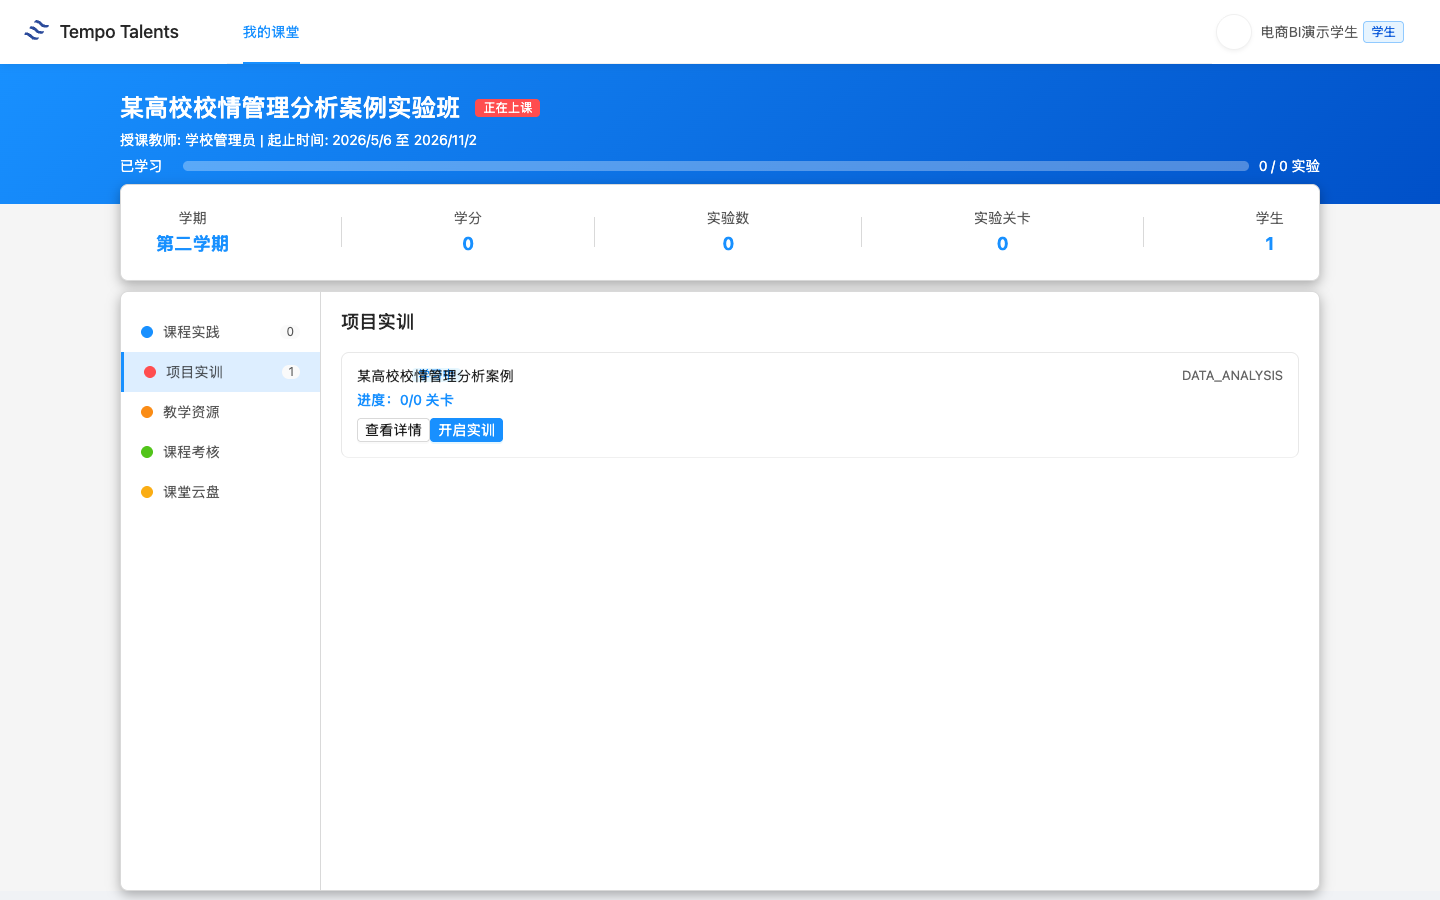 Tempo Talents
我的课堂
电商BI演示学生
学生
某高校校情管理分析案例实验班
正在上课
授课教师: 学校管理员 | 起止时间: 2026/5/6 至 2026/11/2
已学习
0 / 0 实验
学期
第二学期
学分
0
实验数
0
实验关卡
0
学生
1
课程实践
0
项目实训
1
教学资源
课程考核
课堂云盘
项目实训
某高校校情管理分析案例
DATA_ANALYSIS
进度：0/0 关卡
查看详情
开启实训